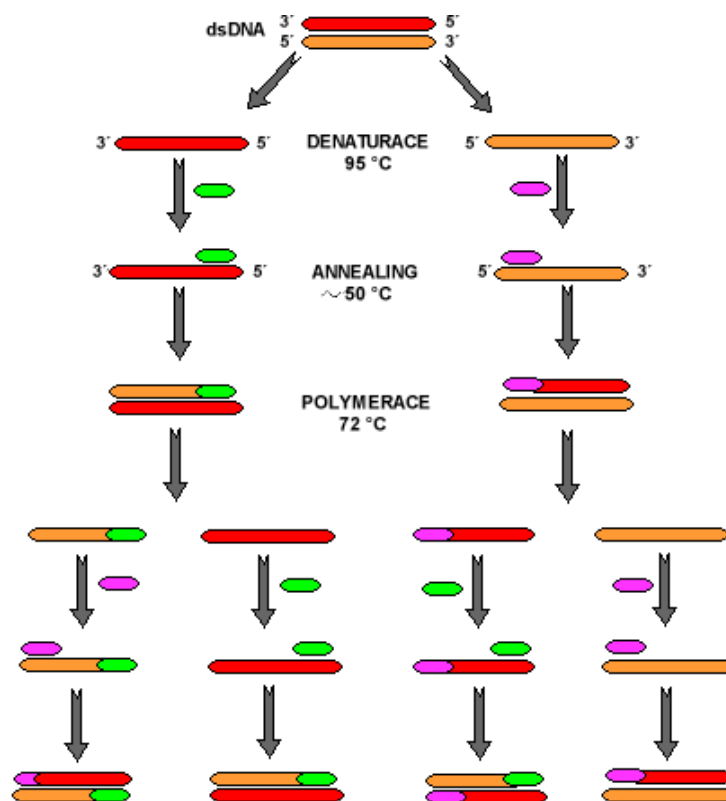 dsDNA
3´ 5´
5´ 3´
3´ 5´ DENATURACE 5´ 3´
95 °C
3´ 5´ ANNEALING 5´ 3´
~50 °C
POLYMERACE
72 °C